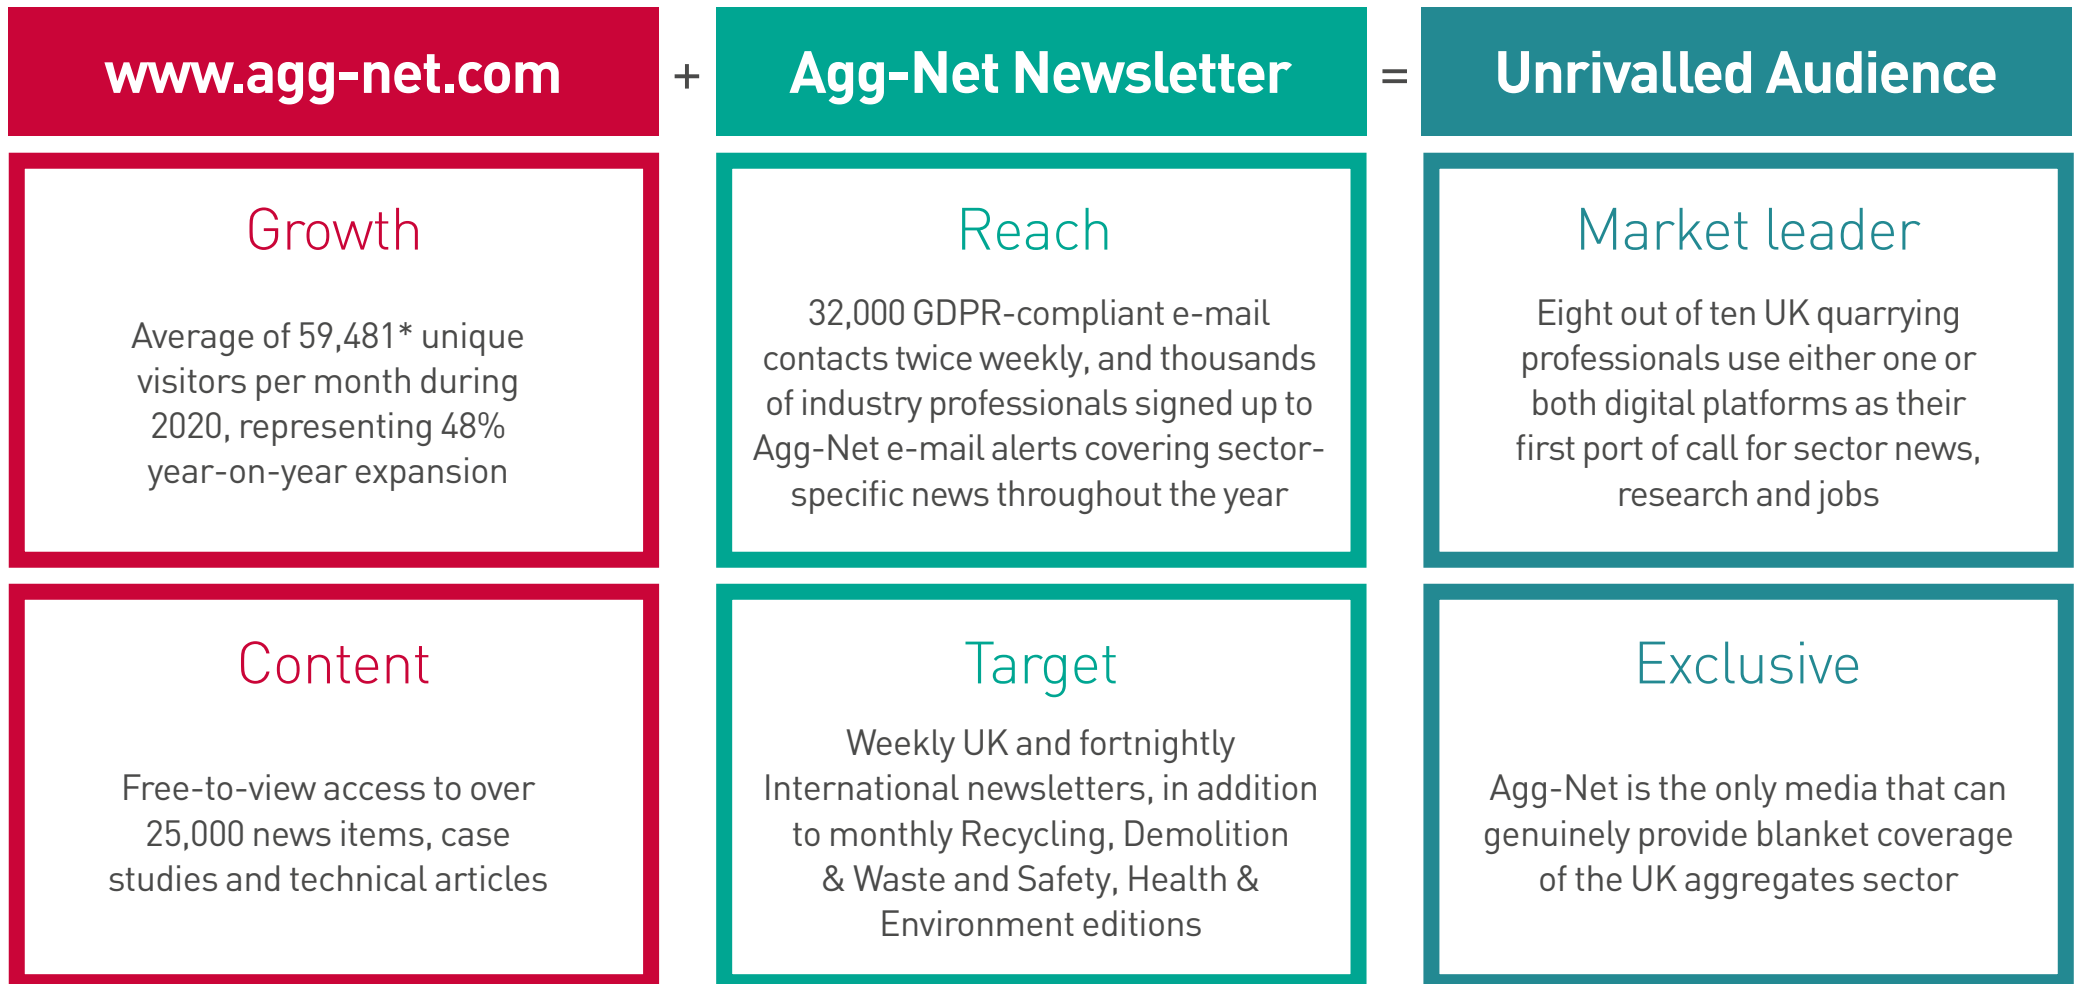 www.agg-net.com
+
Agg-Net Newsletter
=
Unrivalled Audience
Growth
Average of 59,481* unique
visitors per month during
2020, representing 48%
year-on-year expansion
Reach
32,000 GDPR-compliant e-mail
contacts twice weekly, and thousands
of industry professionals signed up to
Agg-Net e-mail alerts covering sector-
specific news throughout the year
Market leader
Eight out of ten UK quarrying
professionals use either one or
both digital platforms as their
first port of call for sector news,
research and jobs
Content
Free-to-view access to over
25,000 news items, case
studies and technical articles
Target
Weekly UK and fortnightly
International newsletters, in addition
to monthly Recycling, Demolition
& Waste and Safety, Health &
Environment editions
Exclusive
Agg-Net is the only media that can
genuinely provide blanket coverage
of the UK aggregates sector